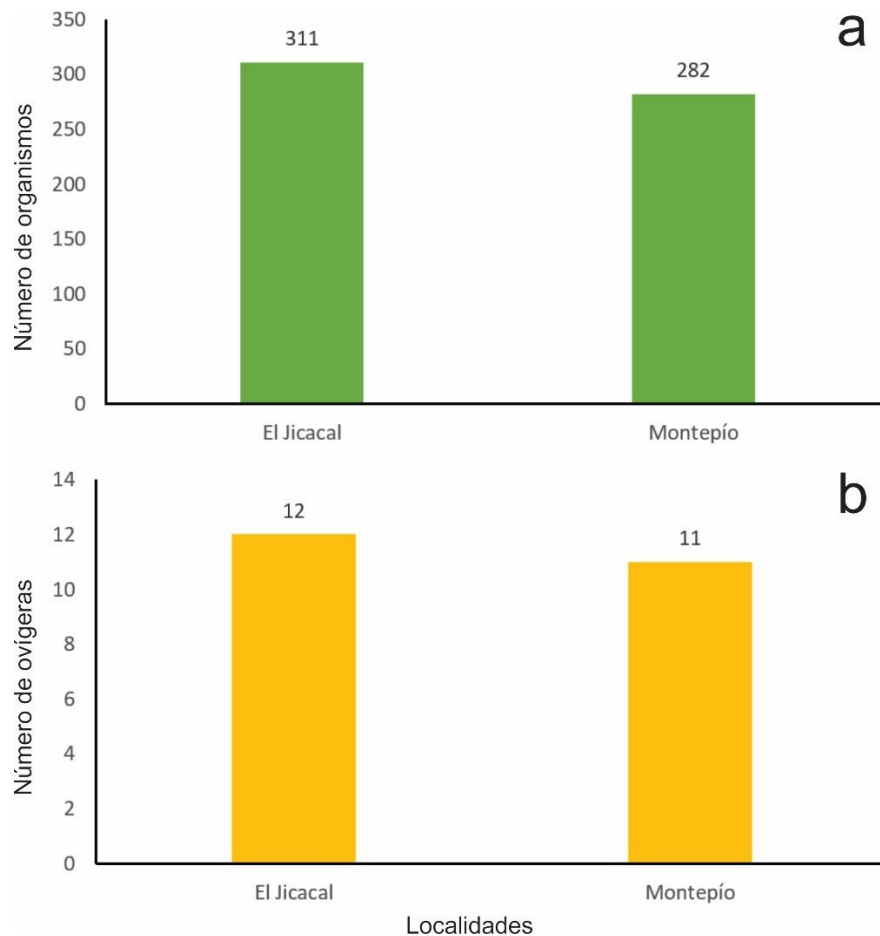 a
Número de organismos
350
300
250
200
150
100
50
0
311
282
El Jicacal
Montepío
b
Número de ovígeras
14
12
10
8
6
4
2
0
12
11
El Jicacal
Montepío
Localidades